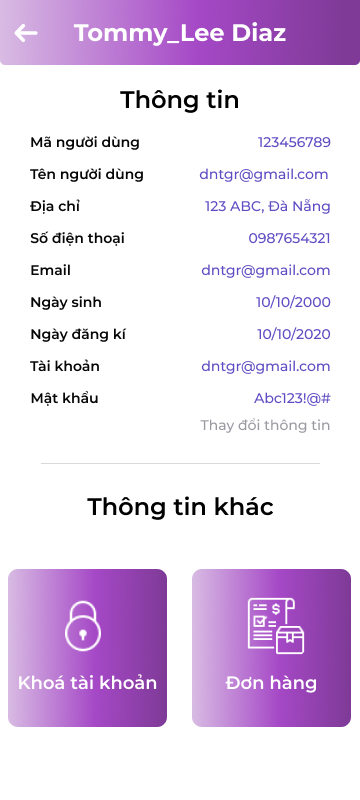 Tommy_Lee Diaz
Thông tin
Mã người dùng 123456789
Tên người dùng dntgr@gmail.com
Địa chỉ 123 ABC, Đà Nẵng
Số điện thoại 0987654321
Email dntgr@gmail.com
Ngày sinh 10/10/2000
Ngày đăng kí 10/10/2020
Tài khoản dntgr@gmail.com
Mật khẩu Abc123!@#
Thay đổi thông tin
Thông tin khác
$
Khoá tài khoản Đơn hàng